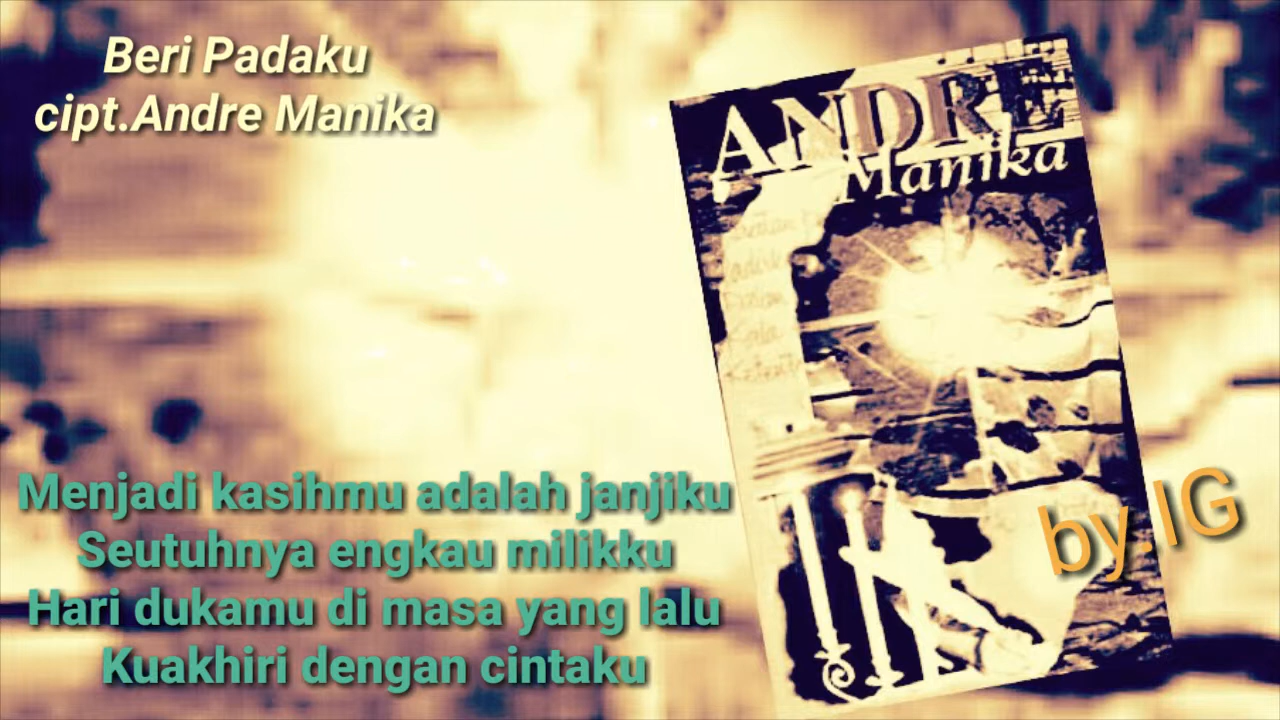 Beri Padaku
cipt.Andre Manika
ANDRE
Manika
Menjadi kasihmu adalah janjiku
Seutuhnya engkau milikku
Hari dukamu di masa yang lalu
Kuakhiri dengan cintaku
by.IG